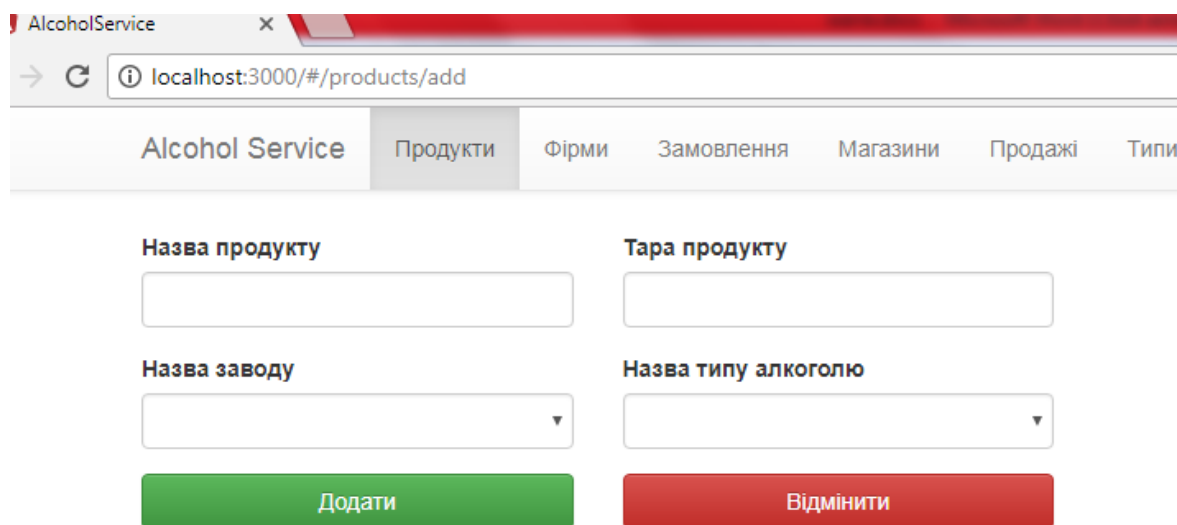 AlcoholService
localhost:3000/#/products/add
Alcohol Service Продукти Фірми Замовлення Магазини Продажі Типи
Назва продукту Тара продукту
Назва заводу Назва типу алкоголю
Додати Відмінити